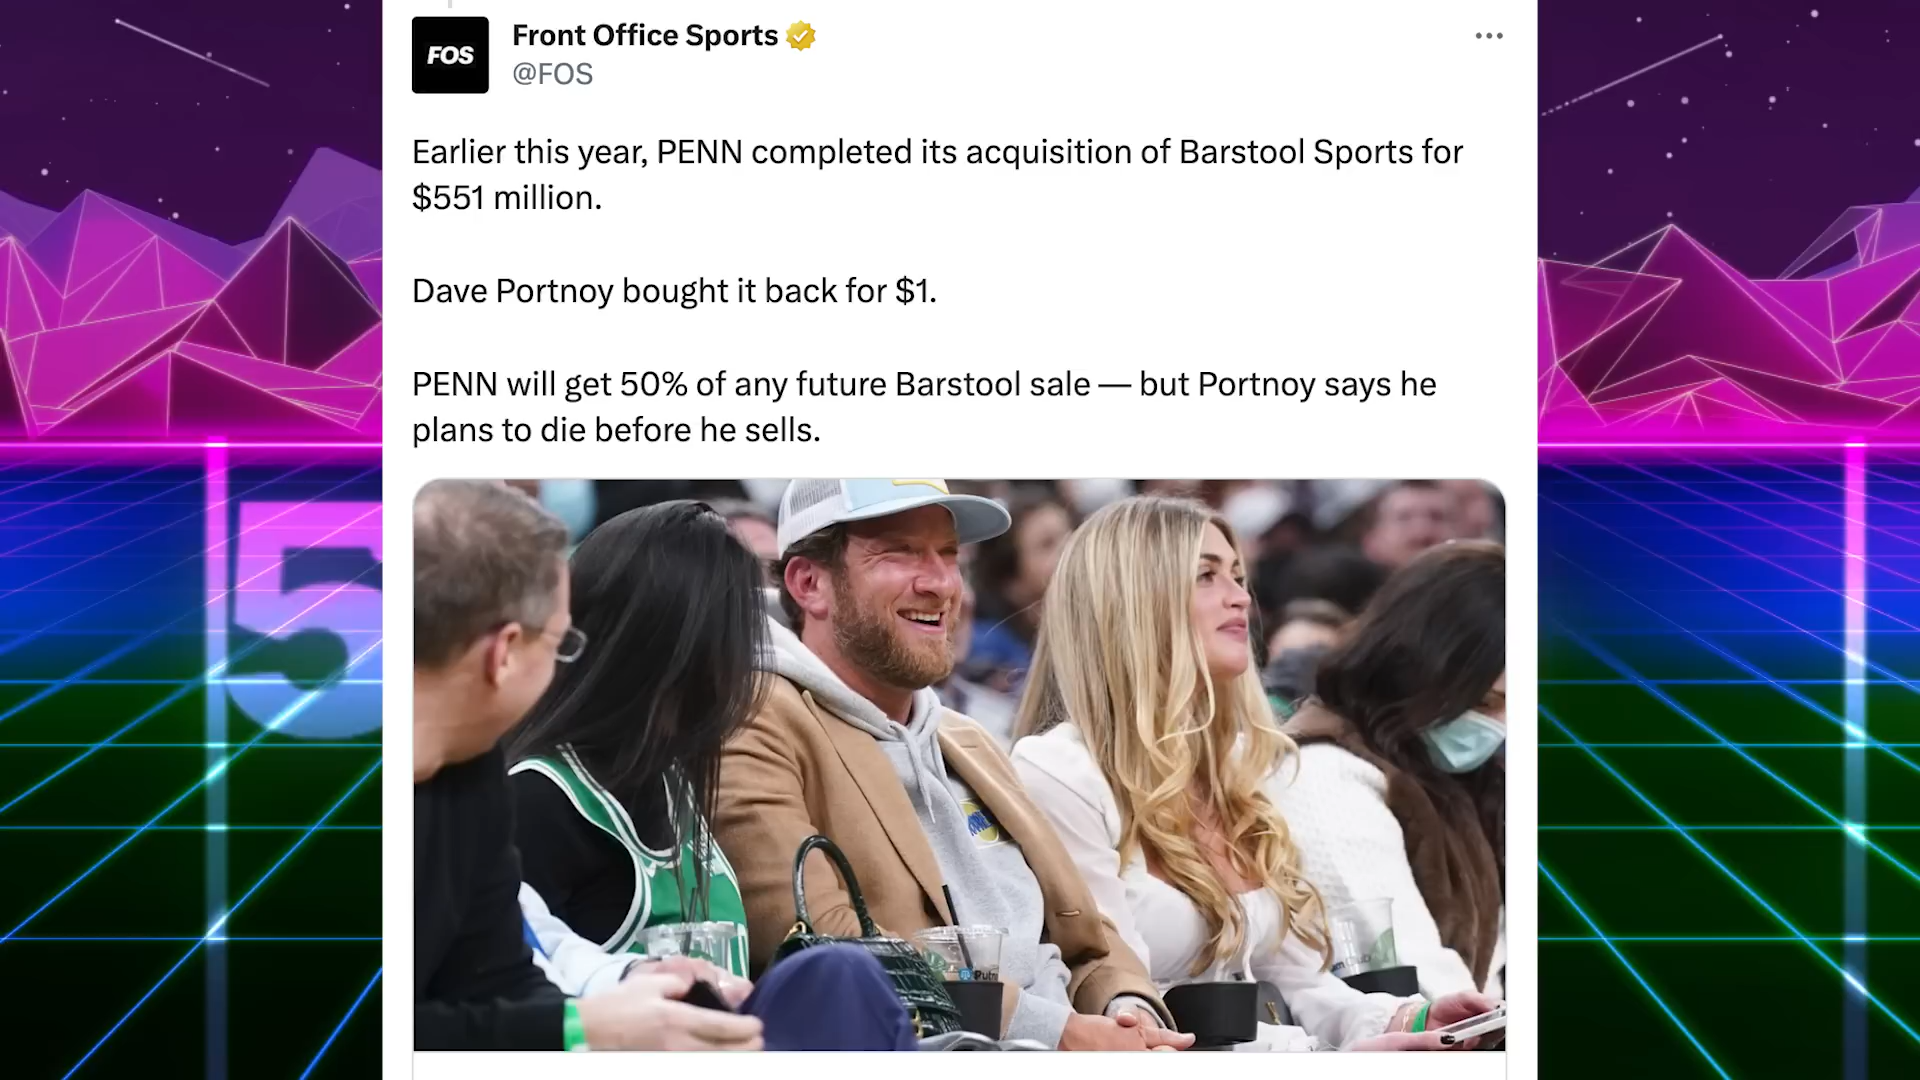 FOS
Front Office Sports
@FOS
Earlier this year, PENN completed its acquisition of Barstool Sports for
$551 million.
Dave Portnoy bought it back for $1.
PENN will get 50% of any future Barstool sale — but Portnoy says he
plans to die before he sells.
5